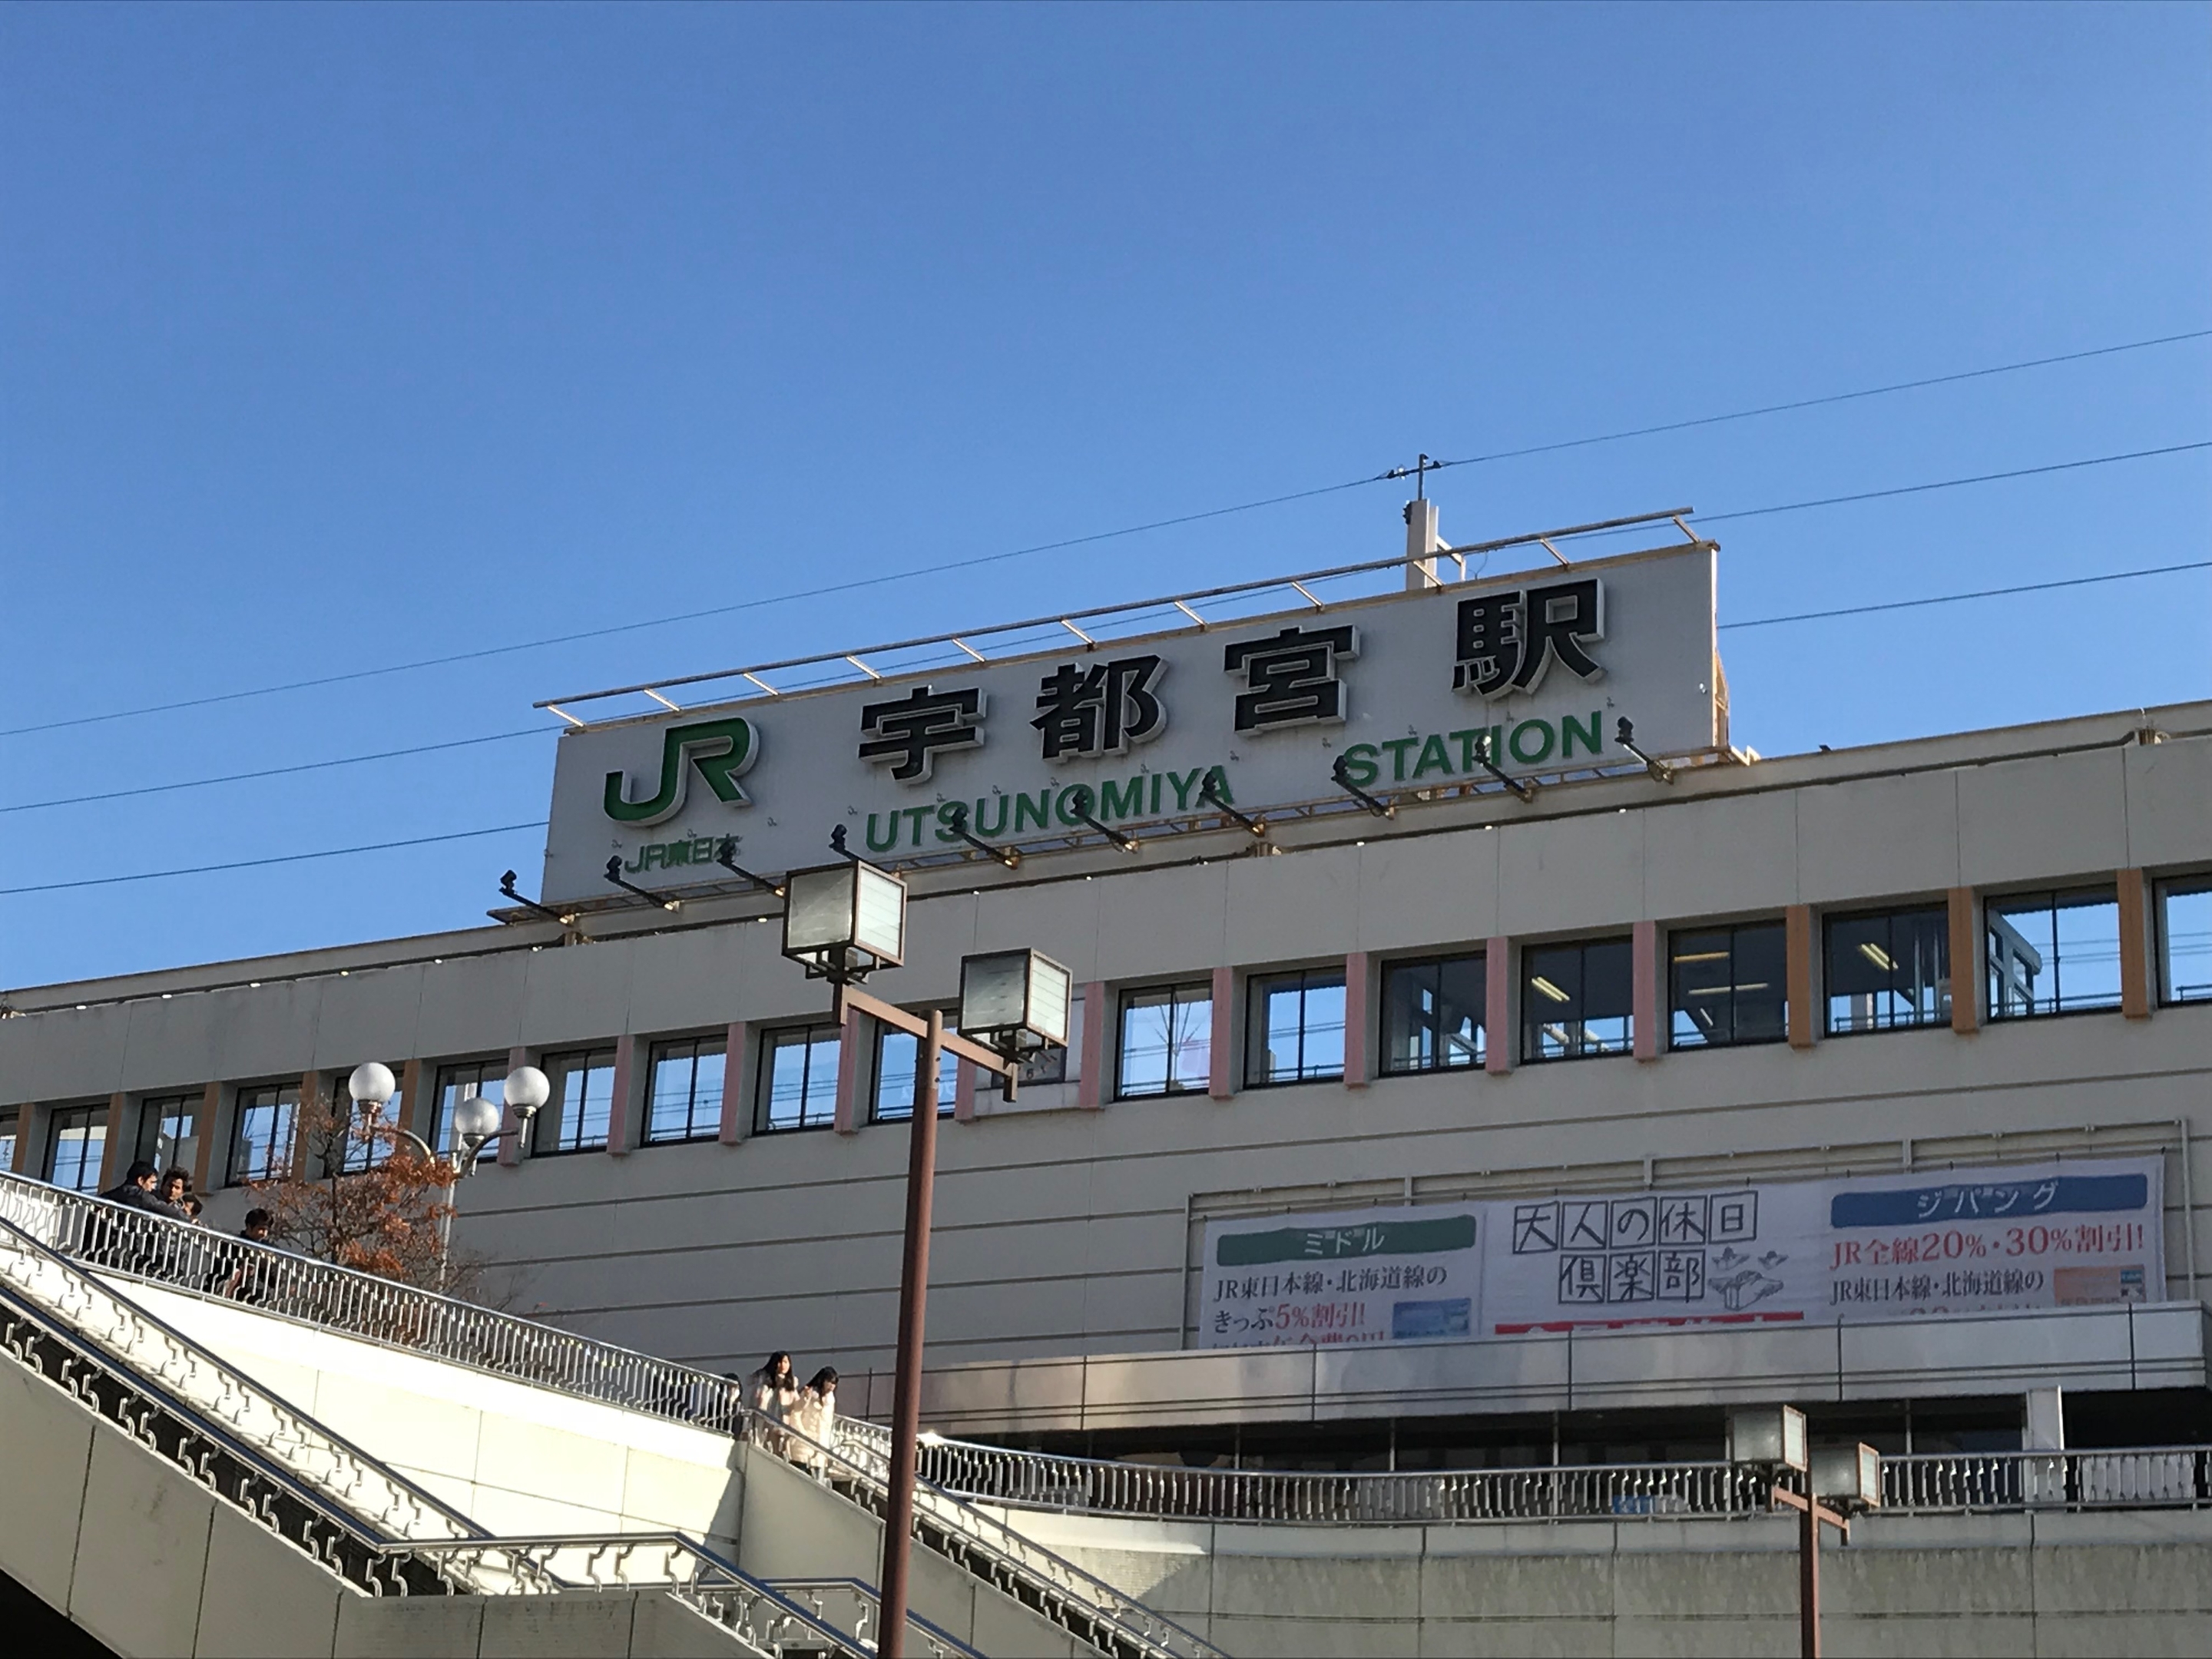 JR 宇都宮駅
JR東日本 UTSUNOMIYA STATION
ミドル
JR東日本線・北海道線の
きっぷ5%割引!
大人の休日
倶楽部
ジパング
JR全線20%・30%割引!
JR東日本線・北海道線の